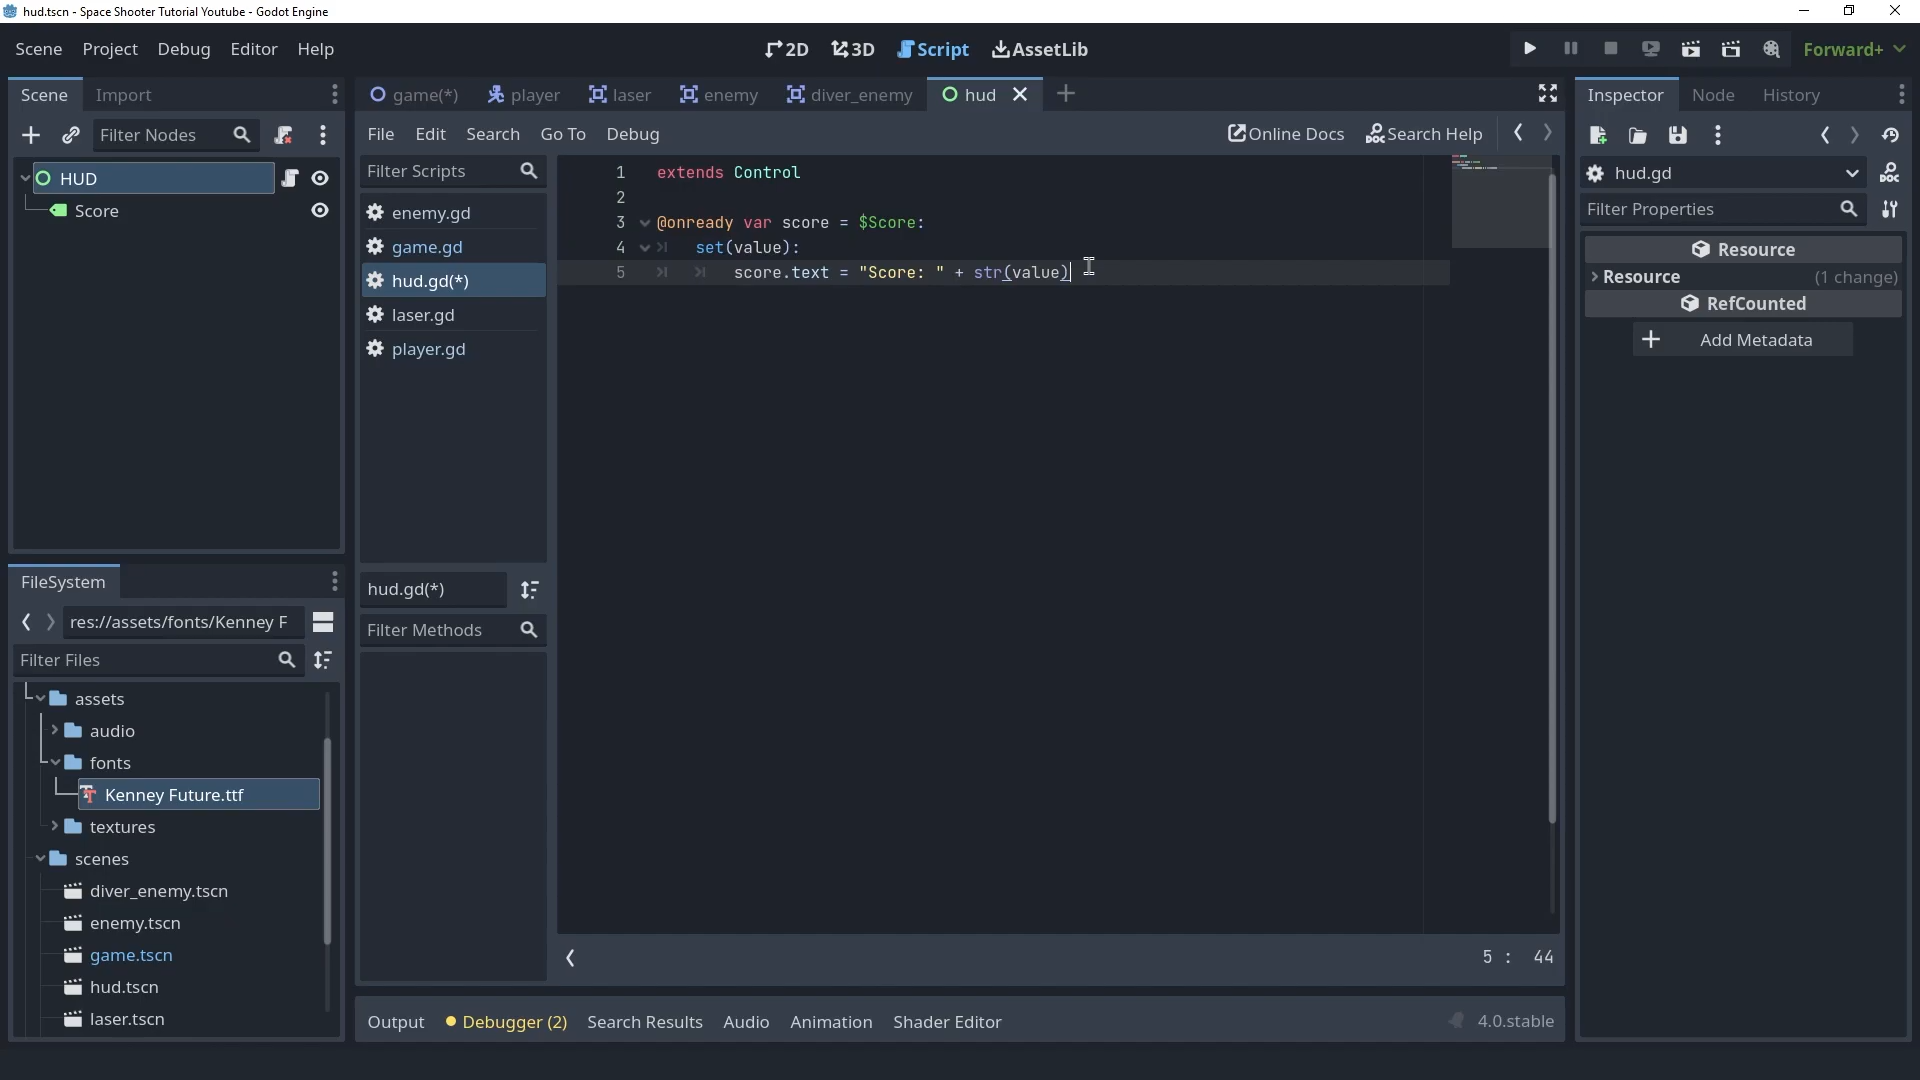 hud.tscn - Space Shooter Tutorial Youtube - Godot Engine
Scene Project Debug Editor Help
2D 3D Script AssetLib
Forward+
Scene Import
game(*) player laser enemy diver_enemy hud
Inspector Node History
Filter Nodes
File Edit Search Go To Debug
Online Docs Search Help
HUD
Score
Filter Scripts
enemy.gd
game.gd
hud.gd(*)
laser.gd
player.gd
hud.gd(*)
Filter Methods
1 extends Control
2
3 @onready var score = $Score:
4 set(value):
5 score.text = "Score: " + str(value)
5 : 44
hud.gd
DOC
Filter Properties
Resource
Resource (1 change)
RefCounted
Add Metadata
FileSystem
res://assets/fonts/Kenney F
Filter Files
assets
audio
fonts
Kenney Future.ttf
textures
scenes
diver_enemy.tscn
enemy.tscn
game.tscn
hud.tscn
laser.tscn
Output Debugger (2) Search Results Audio Animation Shader Editor
4.0.stable